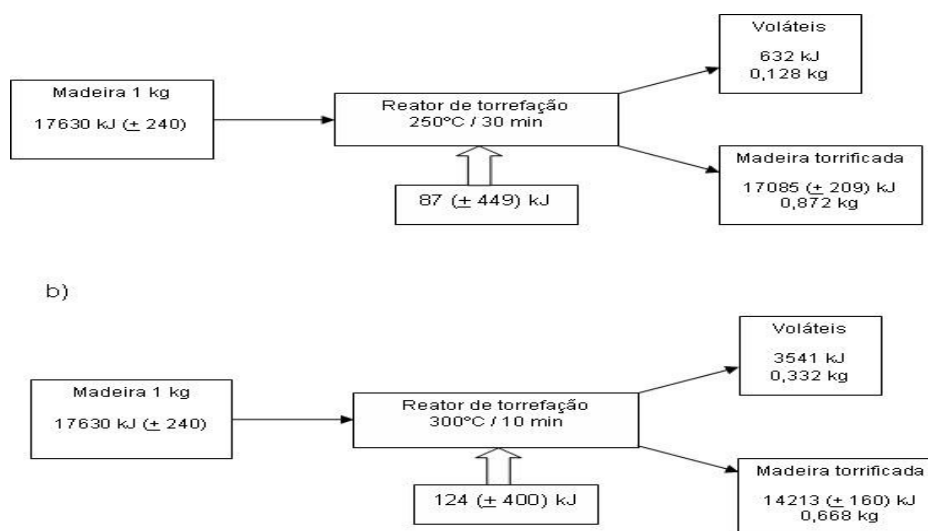 Madeira 1 kg
17630 kJ (± 240)
Reator de torrefação
250ºC / 30 min
87 (± 449) kJ
Voláteis
632 kJ
0,128 kg
Madeira torrificada
17085 (± 209) kJ
0,872 kg
b)
Madeira 1 kg
17630 kJ (± 240)
Reator de torrefação
300ºC / 10 min
124 (± 400) kJ
Voláteis
3541 kJ
0,332 kg
Madeira torrificada
14213 (± 160) kJ
0,668 kg